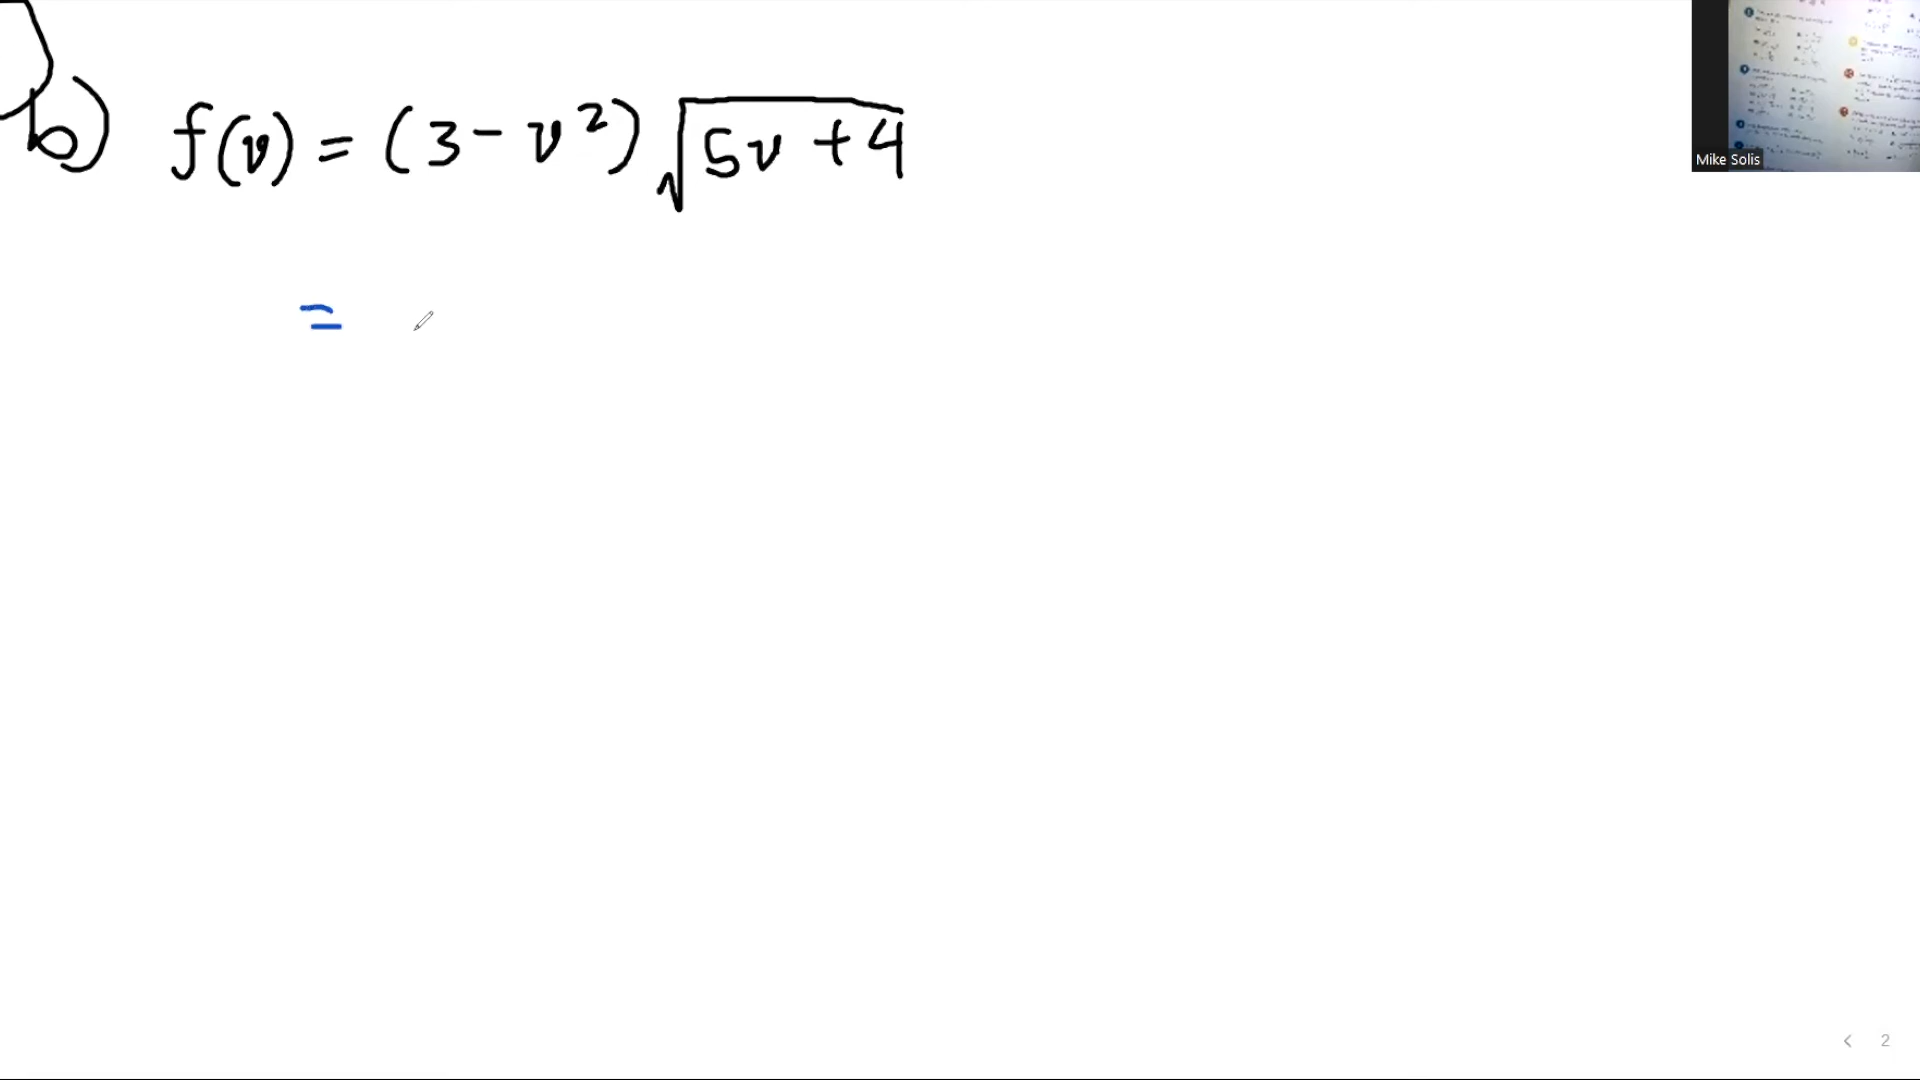 b) f(v) = (3 - v²) √5v + 4
=
Mike Solis
< 2